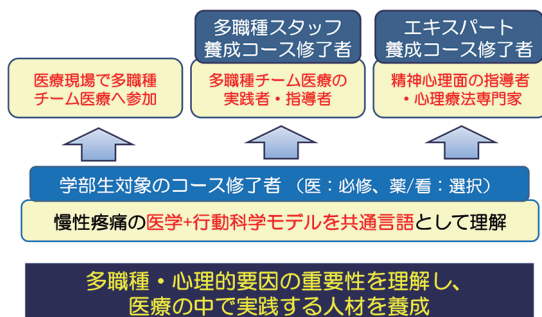 多職種スタッフ
養成コース修了者
エキスパート
養成コース修了者
医療現場で多職種
チーム医療へ参加
多職種チーム医療の
実践者・指導者
精神心理面の指導者
・心理療法専門家
学部生対象のコース修了者 （医：必修、薬/看：選択）
慢性疼痛の医学+行動科学モデルを共通言語として理解
多職種・心理的要因の重要性を理解し、
医療の中で実践する人材を養成